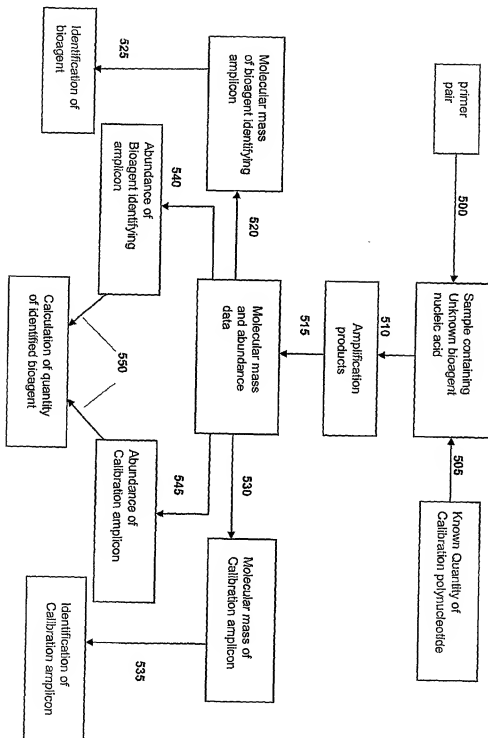 primer
pair
500
Sample containing
Unknown bioagent
nucleic acid
505
Known Quantity of
Calibration polynucleotide
510
Amplification
products
515
Molecular mass
and abundance
data
520
Molecular mass
of bioagent identifying
amplicon
525
Identification of
bioagent
530
Molecular mass of
Calibration amplicon
535
Identification of
Calibration amplicon
540
Abundance of
Bioagent identifying
amplicon
545
Abundance of
Calibration amplicon
550
Calculation of quantity
of identified bioagent